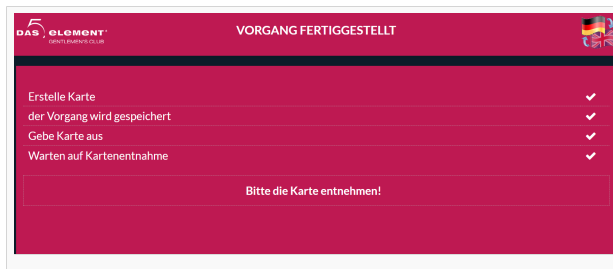 DAS 5 ELEMENT
GENTLEMEN'S CLUB
VORGANG FERTIGGESTELLT
Erstelle Karte
der Vorgang wird gespeichert
Gebe Karte aus
Warten auf Kartenentnahme
Bitte die Karte entnehmen!